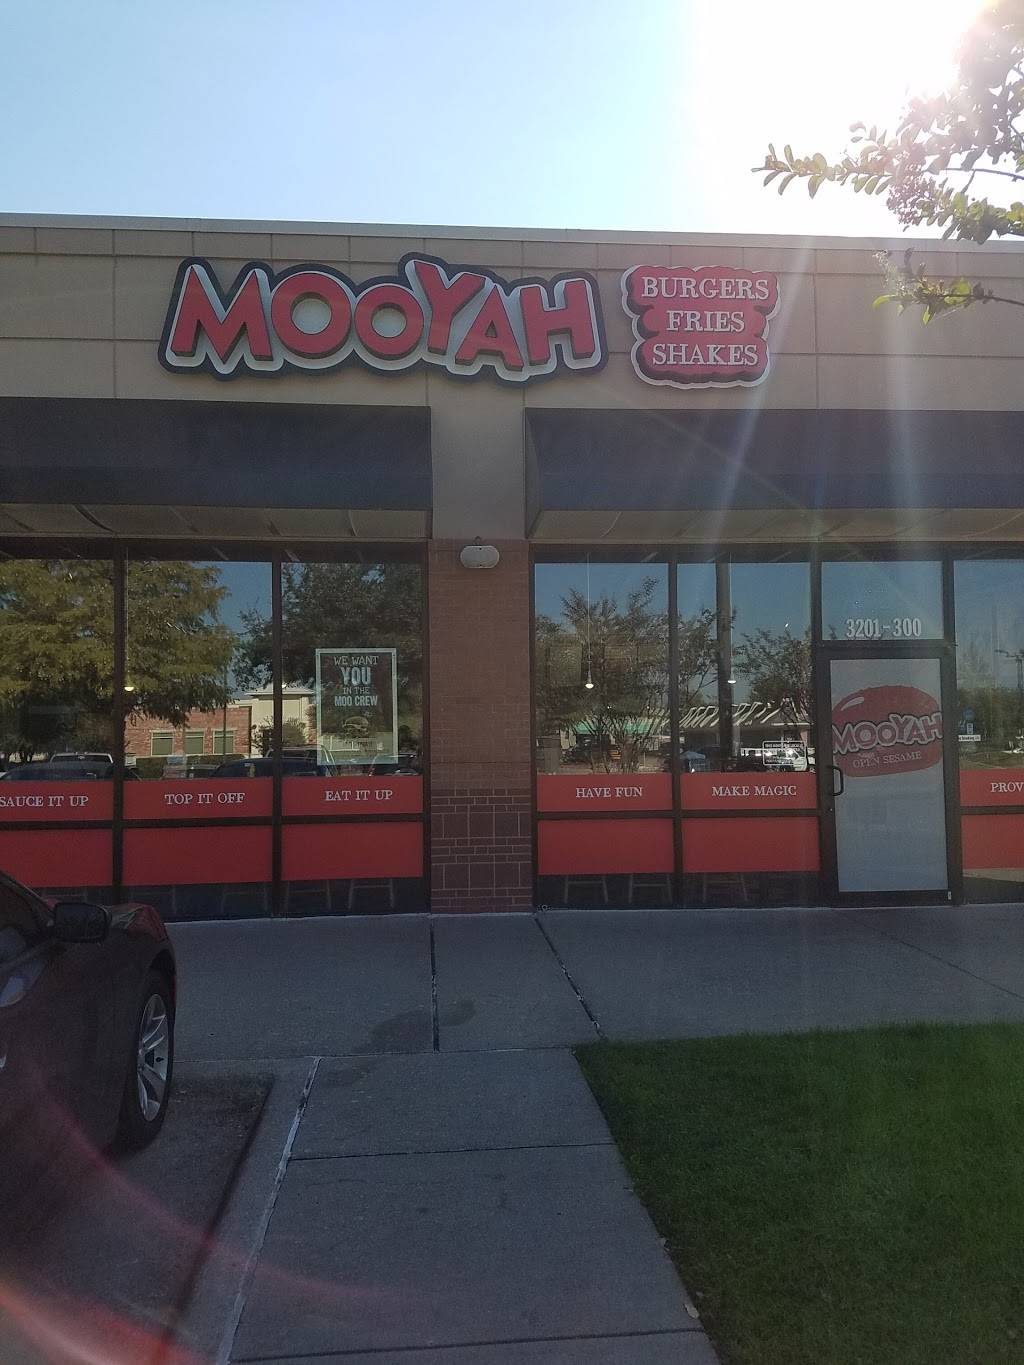 MOOYAH
BURGERS
FRIES
SHAKES
3201-300
WE WANT
YOU
IN THE
MOO CREW
MOOYAH
OPEN SESAME
SAUCE IT UP
TOP IT OFF
EAT IT UP
HAVE FUN
MAKE MAGIC
PROV